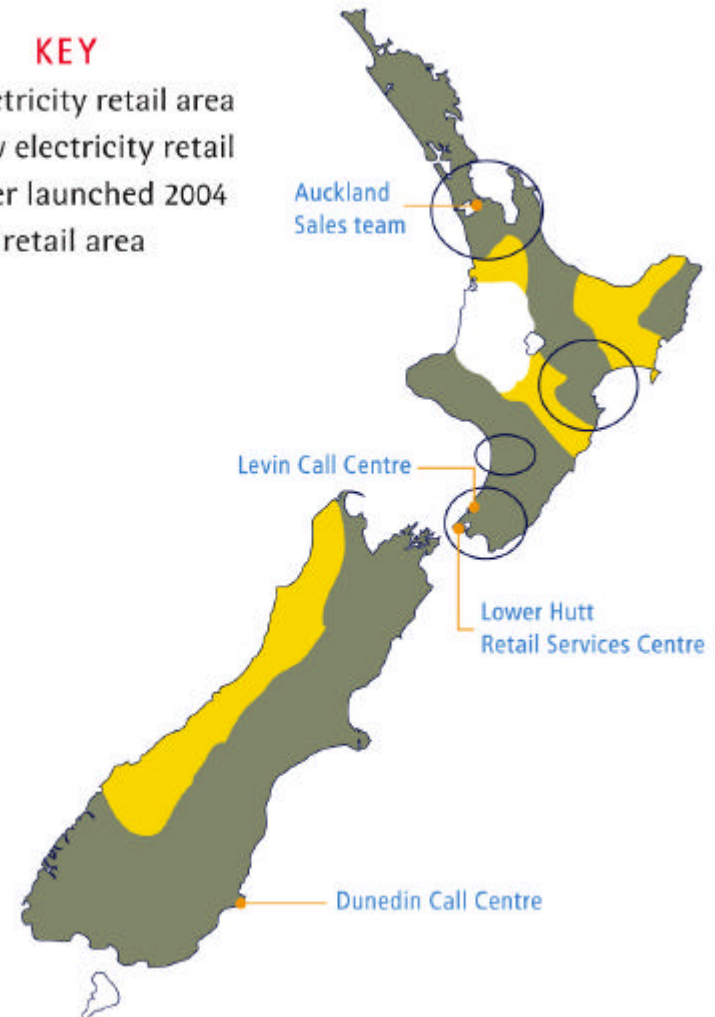 KEY
ctricity retail area
electricity retail
er launched 2004
retail area
Auckland
Sales team
Levin Call Centre
Lower Hutt
Retail Services Centre
Dunedin Call Centre